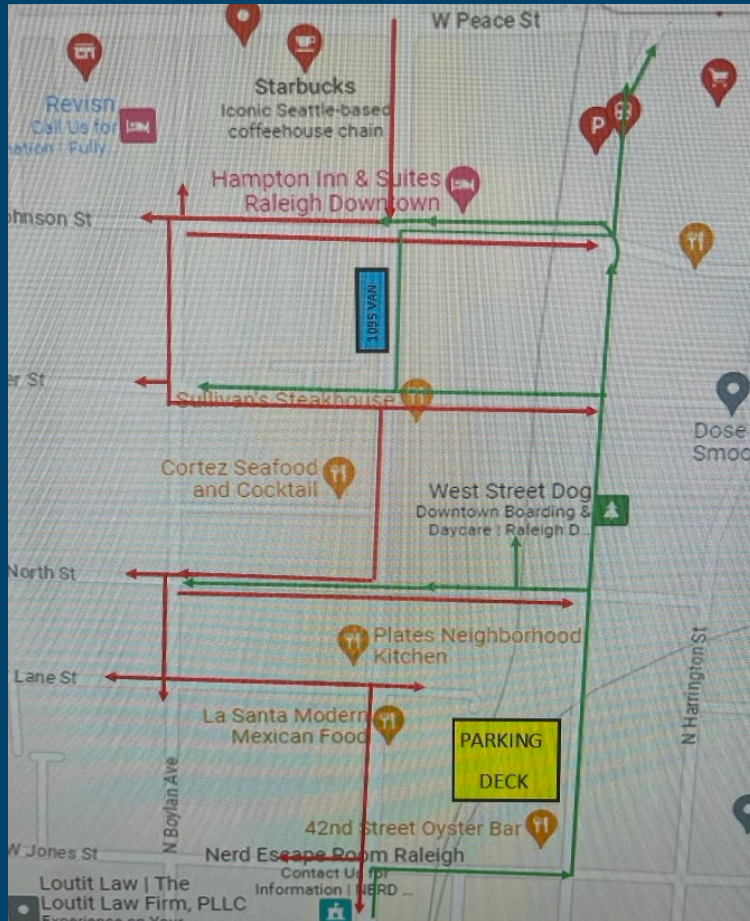 W Peace St
Starbucks
Iconic Seattle-based
coffeehouse chain
Revisn
Call Us for
ation | Fully..
Hampton Inn & Suites
Raleigh Downtown
P
ohnson St
1095 VAN
er St
Sullivan's Steakhouse
Dose
Smoo
Cortez Seafood
and Cocktail
West Street Dog
Downtown Boarding &
Daycare | Raleigh D...
North St
Plates Neighborhood
Kitchen
N Harrington St
Lane St
La Santa Modern
Mexican Food
PARKING
DECK
N Boylan Ave
42nd Street Oyster Bar
W Jones St
Nerd Escape Room Raleigh
Contact Us for
Information | NERD ...
Loutit Law | The
Loutit Law Firm, PLLC